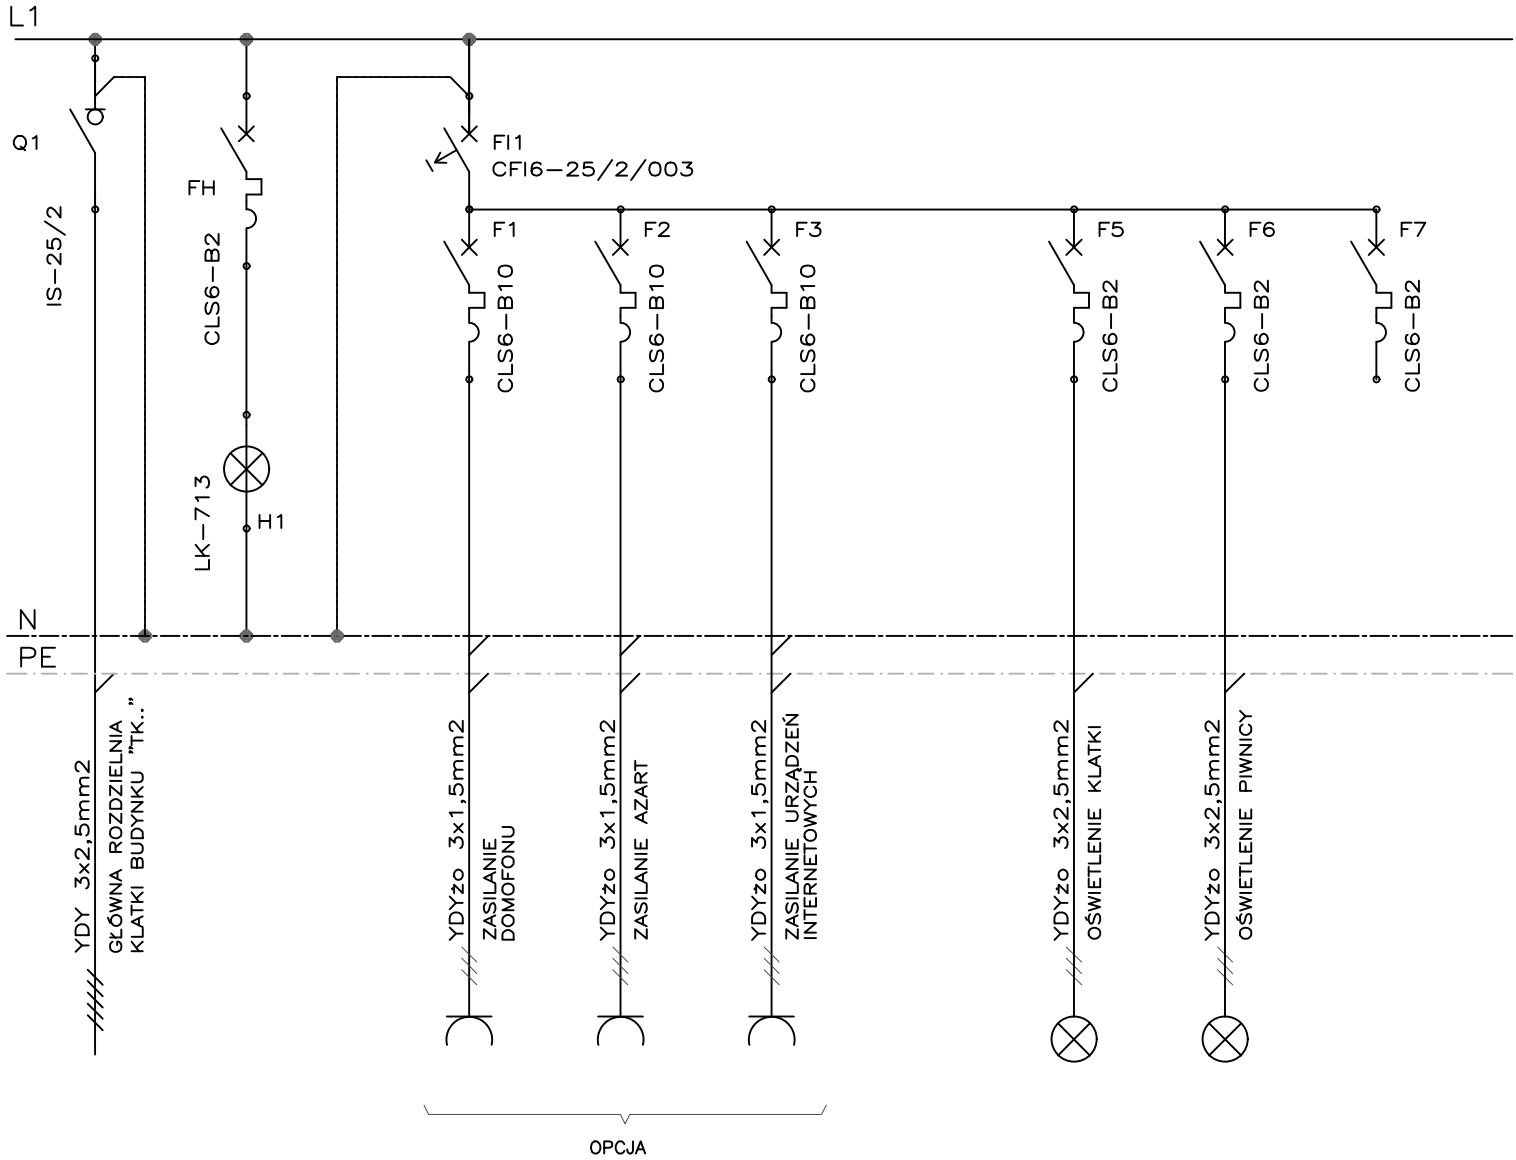 L1
Q1
IS-25/2
FH
CLS6-B2
LK-713
H1
FI1
CFI6-25/2/003
F1
CLS6-B10
F2
CLS6-B10
F3
CLS6-B10
F5
CLS6-B2
F6
CLS6-B2
F7
CLS6-B2
N
PE
YDY 3x2,5mm2
GŁÓWNA ROZDZIELNIA
KLATKI BUDYNKU "TK.."
YDYżo 3x1,5mm2
ZASILANIE
DOMOFONU
YDYżo 3x1,5mm2
ZASILANIE AZART
YDYżo 3x1,5mm2
ZASILANIE URZĄDZEŃ
INTERNETOWYCH
YDYżo 3x2,5mm2
OŚWIETLENIE KLATKI
YDYżo 3x2,5mm2
OŚWIETLENIE PIWNICY
OPCJA